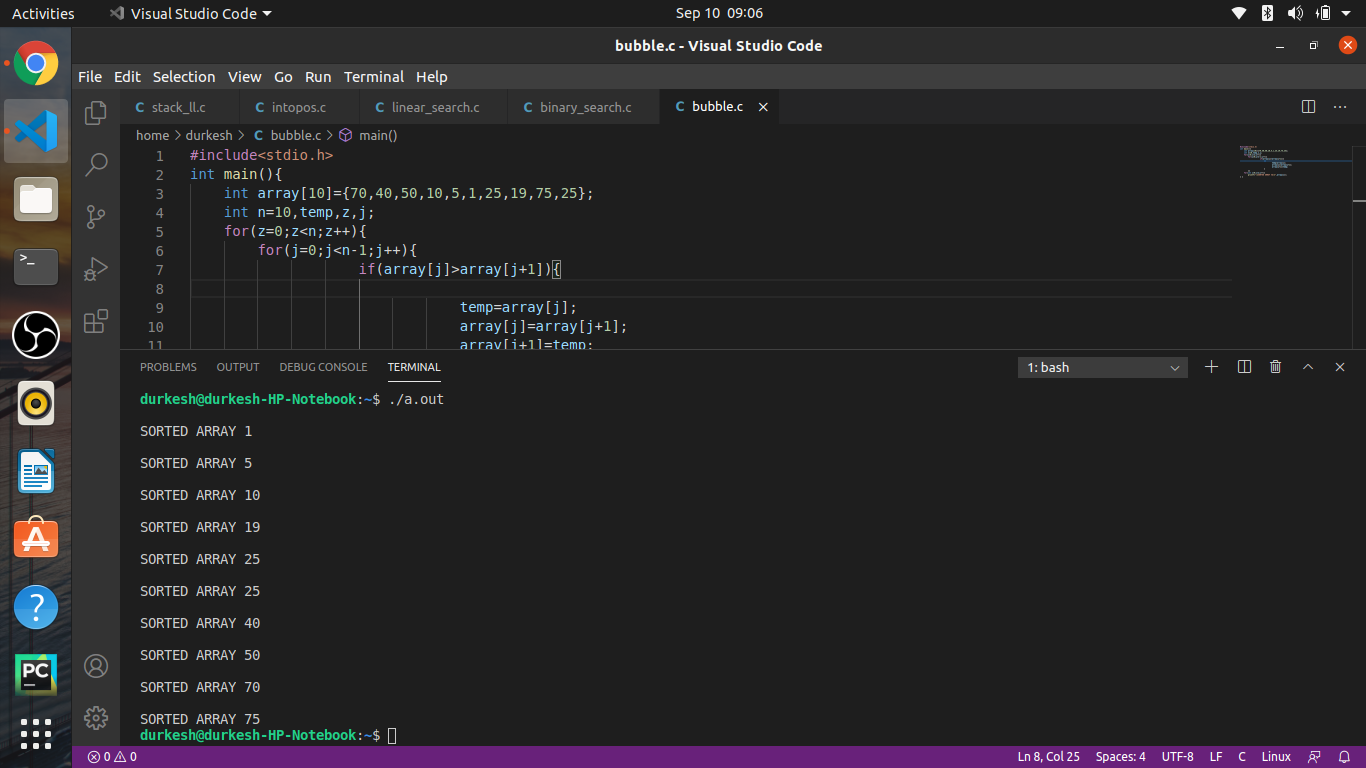 Activities Visual Studio Code Sep 10 09:06
bubble.c - Visual Studio Code
File Edit Selection View Go Run Terminal Help
C stack_ll.c C intopos.c C linear_search.c C binary_search.c C bubble.c
home > durkesh > C bubble.c > main()
1 #include<stdio.h>
2 int main(){
3 int array[10]={70,40,50,10,5,1,25,19,75,25};
4 int n=10,temp,z,j;
5 for(z=0;z<n;z++){
6 for(j=0;j<n-1;j++){
7 if(array[j]>array[j+1]){
8
9 temp=array[j];
10 array[j]=array[j+1];
11 array[j+1]=temp;
PROBLEMS OUTPUT DEBUG CONSOLE TERMINAL 1: bash
durkesh@durkesh-HP-Notebook:~$ ./a.out
SORTED ARRAY 1
SORTED ARRAY 5
SORTED ARRAY 10
SORTED ARRAY 19
SORTED ARRAY 25
SORTED ARRAY 25
SORTED ARRAY 40
SORTED ARRAY 50
SORTED ARRAY 70
SORTED ARRAY 75
durkesh@durkesh-HP-Notebook:~$
PC
0 0 Ln 8, Col 25 Spaces: 4 UTF-8 LF C Linux